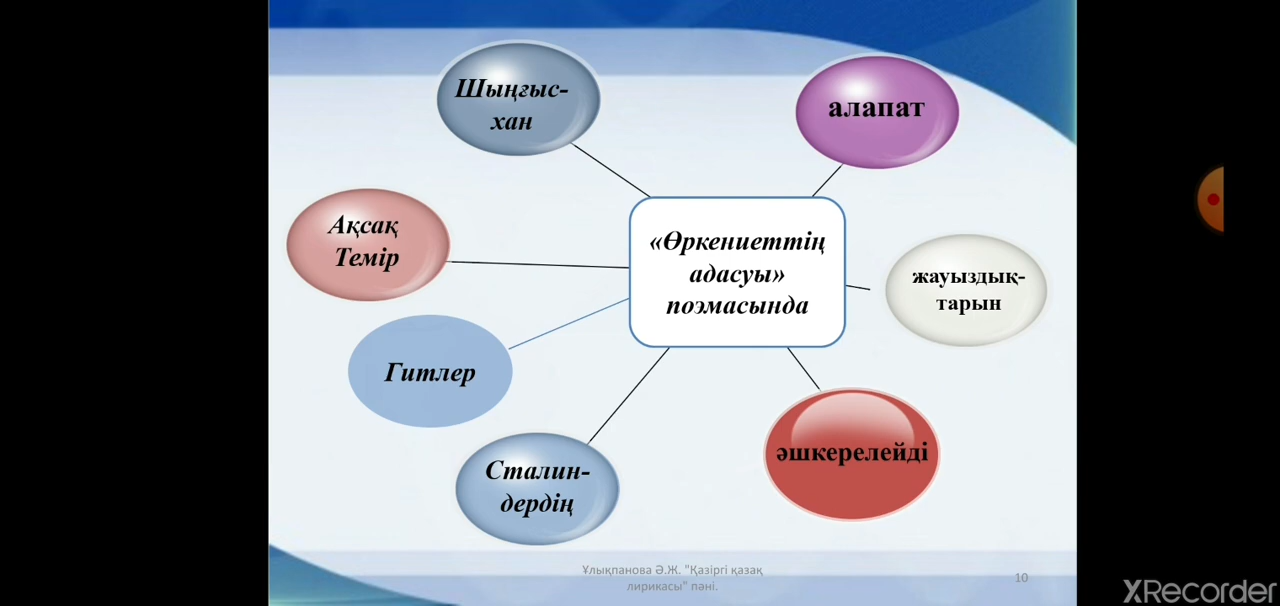 Шыңғыс-
хан
алапат
Ақсақ
Темір
«Өркениеттің
адасуы»
поэмасында
жауыздық-
тарын
Гитлер
әшкерелейді
Сталин-
дердің
Ұлықпанова Ә.Ж. "Қазіргі қазақ
лирикасы" пәні.
10
XRecorder